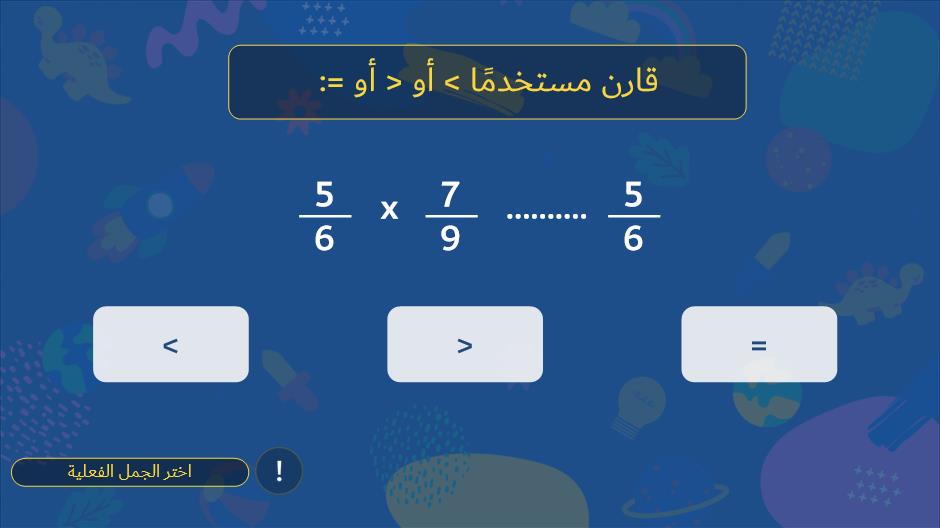 قارن مستخدمًا > أو < أو =:
5/6 x 7/9 .......... 5/6
< > =
اختر الجمل الفعلية !